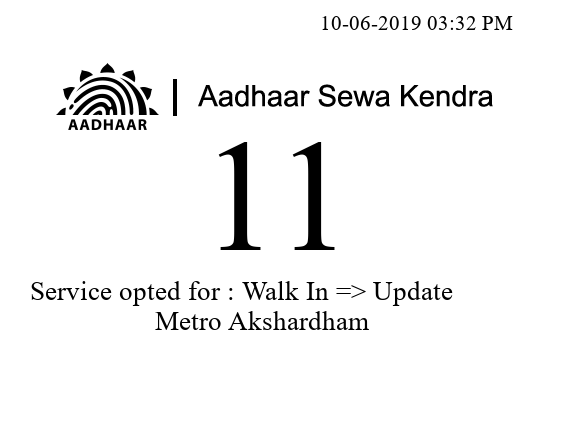 10-06-2019 03:32 PM
AADHAAR
Aadhaar Sewa Kendra
11
Service opted for : Walk In => Update
Metro Akshardham